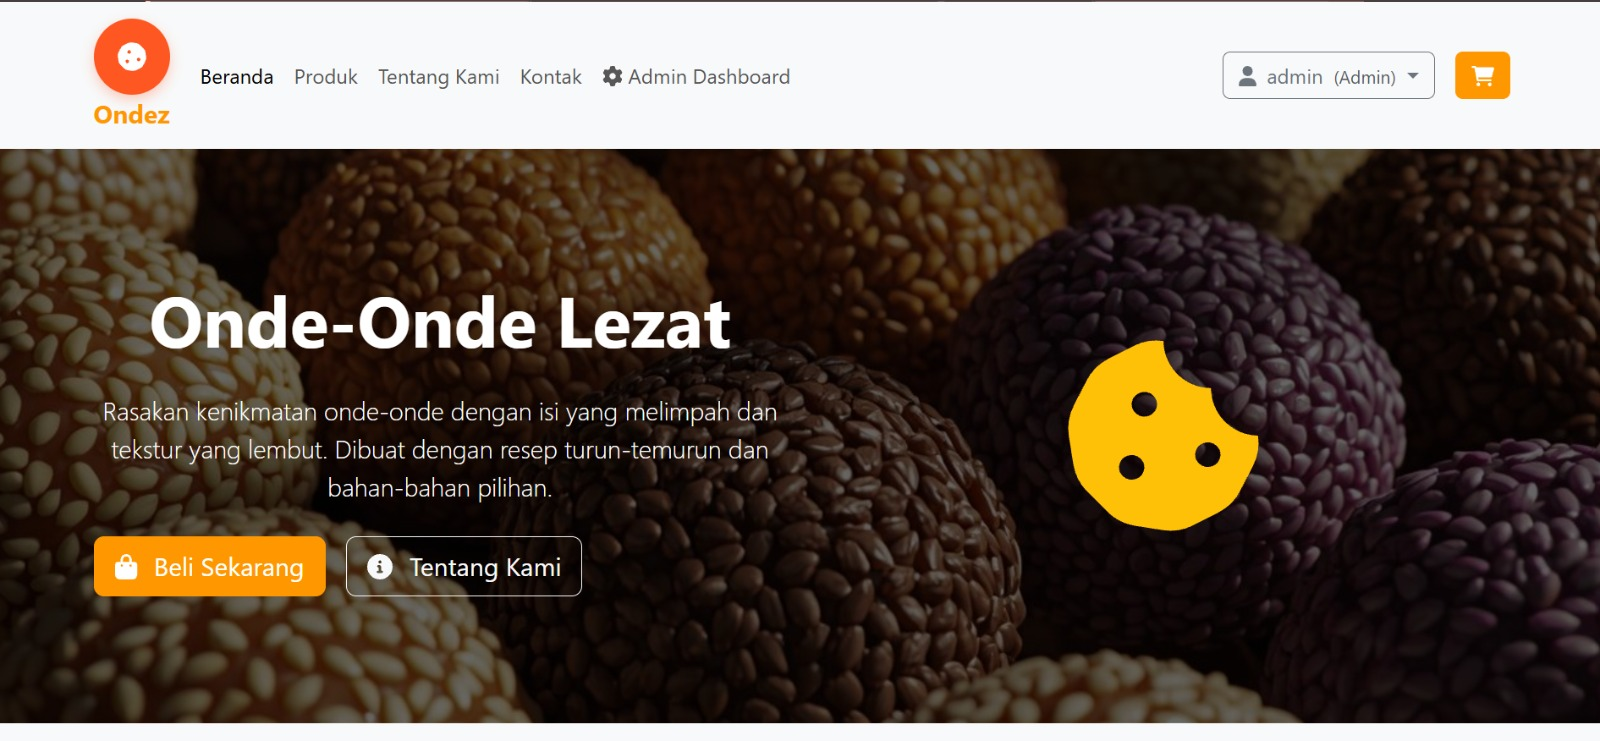 Ondez
Beranda
Produk
Tentang Kami
Kontak
Admin Dashboard
admin (Admin)
Onde-Onde Lezat
Rasakan kenikmatan onde-onde dengan isi yang melimpah dan
tekstur yang lembut. Dibuat dengan resep turun-temurun dan
bahan-bahan pilihan.
Beli Sekarang
Tentang Kami